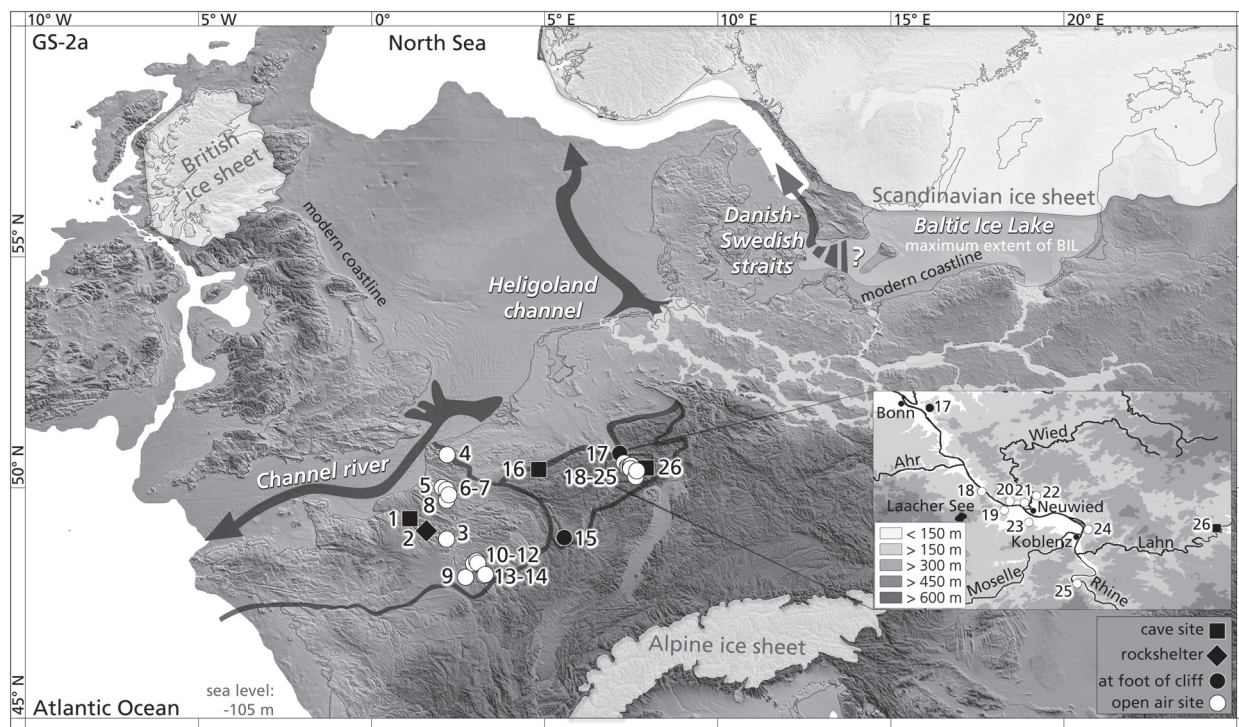 10° W
5° W
0°
5° E
10° E
15° E
20° E
GS-2a
North Sea
British
ice sheet
modern coastline
Scandinavian ice sheet
Baltic Ice Lake
maximum extent of BIL
Danish-
Swedish
straits
?
modern coastline
Heligoland
channel
55° N
50° N
45° N
Channel river
4
5
6-7
8
1
2
3
16
17
18-25
26
15
10-12
9
13-14
Alpine ice sheet
Bonn
17
Wied
Ahr
18
20
21
22
Laacher See
19
Neuwied
23
24
26
Koblenz
Lahn
Moselle
25
Rhine
< 150 m
> 150 m
> 300 m
> 450 m
> 600 m
cave site
rockshelter
at foot of cliff
open air site
sea level:
-105 m
Atlantic Ocean